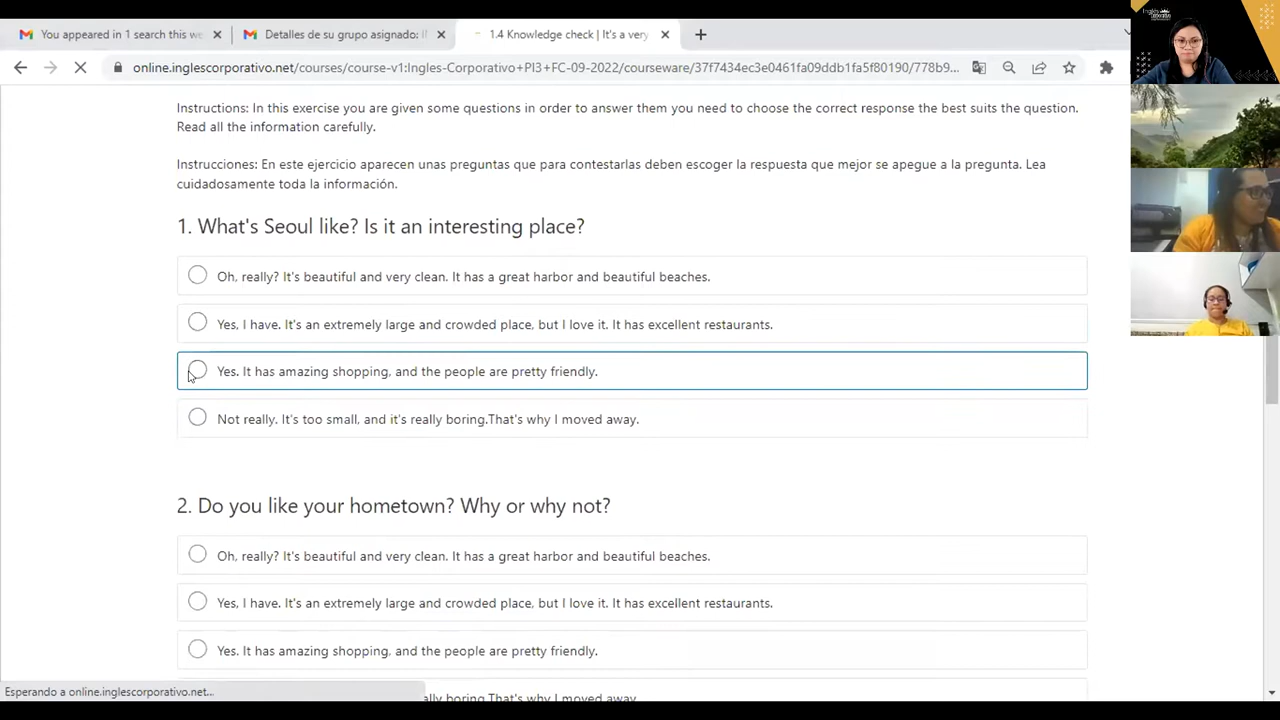 You appeared in 1 search this we
Detalles de su grupo asignado: I
1.4 Knowledge check | It's a very
online.inglescorporativo.net/courses/course-v1:Ingles-Corporativo+PI3+FC-09-2022/courseware/37f7434ec3e0461fa09ddb1fa5f80190/778b9...
Instructions: In this exercise you are given some questions in order to answer them you need to choose the correct response the best suits the question.
Read all the information carefully.
Instrucciones: En este ejercicio aparecen unas preguntas que para contestarlas deben escoger la respuesta que mejor se apegue a la pregunta. Lea
cuidadosamente toda la información.
1. What's Seoul like? Is it an interesting place?
Oh, really? It's beautiful and very clean. It has a great harbor and beautiful beaches.
Yes, I have. It's an extremely large and crowded place, but I love it. It has excellent restaurants.
Yes. It has amazing shopping, and the people are pretty friendly.
Not really. It's too small, and it's really boring.That's why I moved away.
2. Do you like your hometown? Why or why not?
Oh, really? It's beautiful and very clean. It has a great harbor and beautiful beaches.
Yes, I have. It's an extremely large and crowded place, but I love it. It has excellent restaurants.
Yes. It has amazing shopping, and the people are pretty friendly.
ally boring.That's why I moved away.
Esperando a online.inglescorporativo.net...